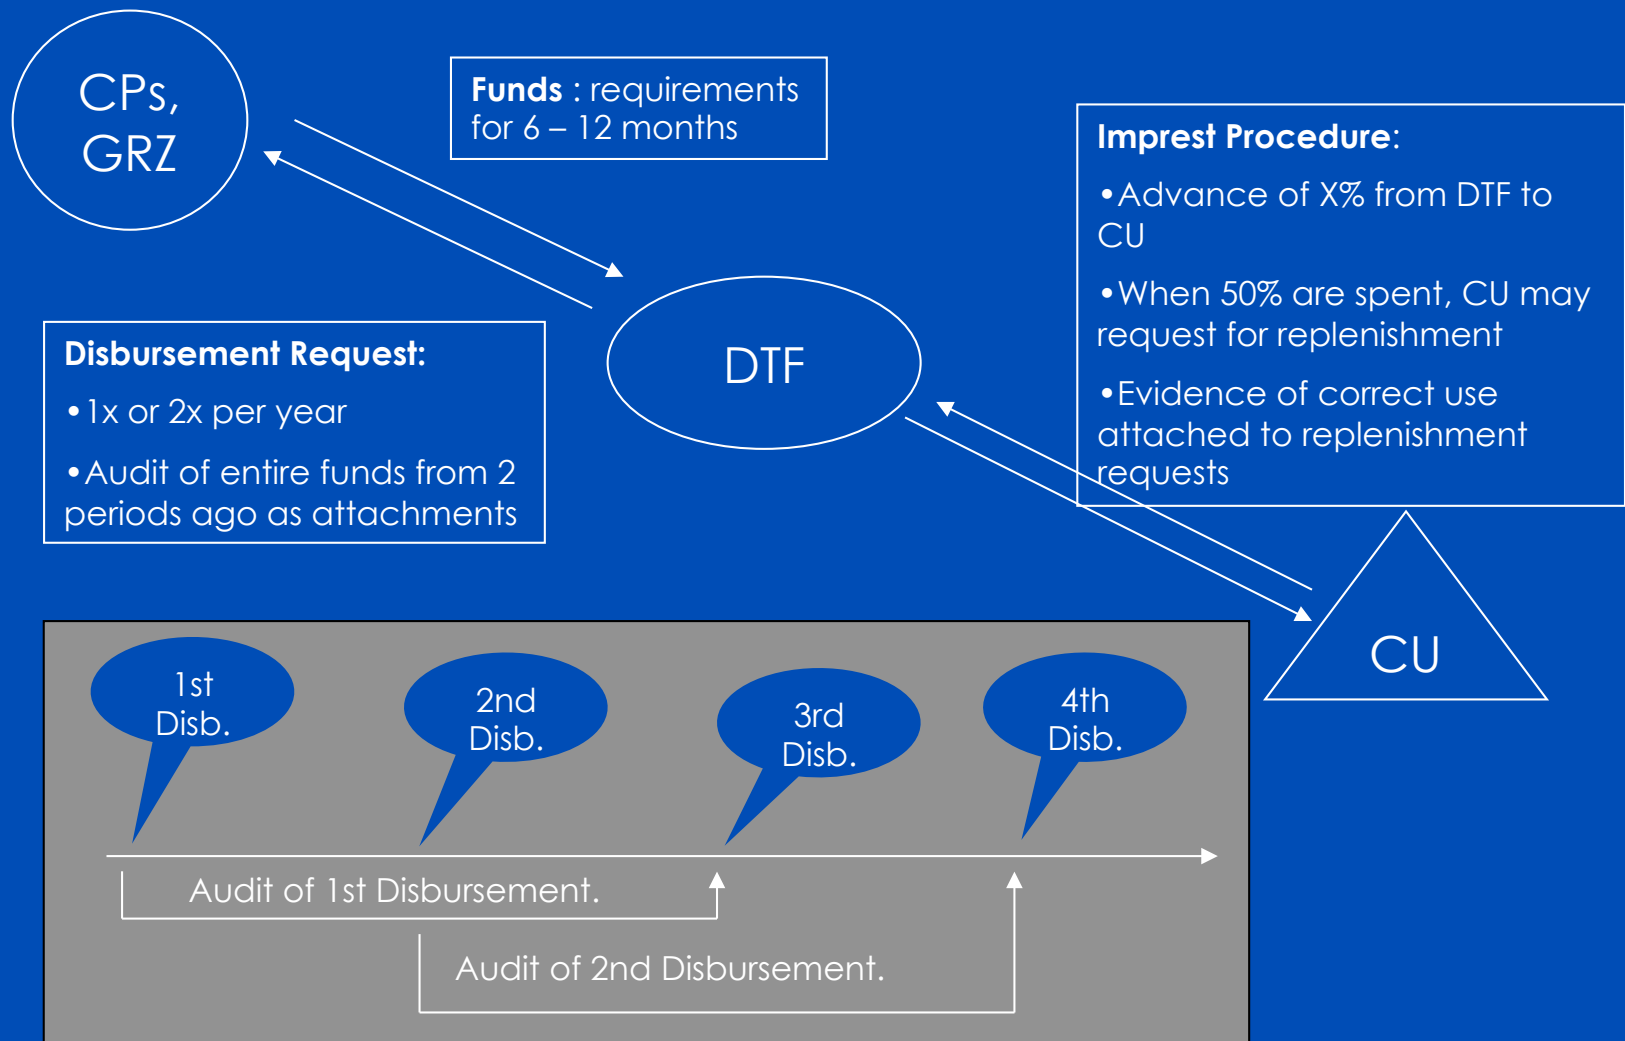 CPs,
GRZ
Funds : requirements
for 6 – 12 months
Imprest Procedure:
•Advance of X% from DTF to
CU
•When 50% are spent, CU may
request for replenishment
•Evidence of correct use
attached to replenishment
requests
DTF
Disbursement Request:
•1x or 2x per year
•Audit of entire funds from 2
periods ago as attachments
CU
1st
Disb.
2nd
Disb.
3rd
Disb.
4th
Disb.
Audit of 1st Disbursement.
Audit of 2nd Disbursement.